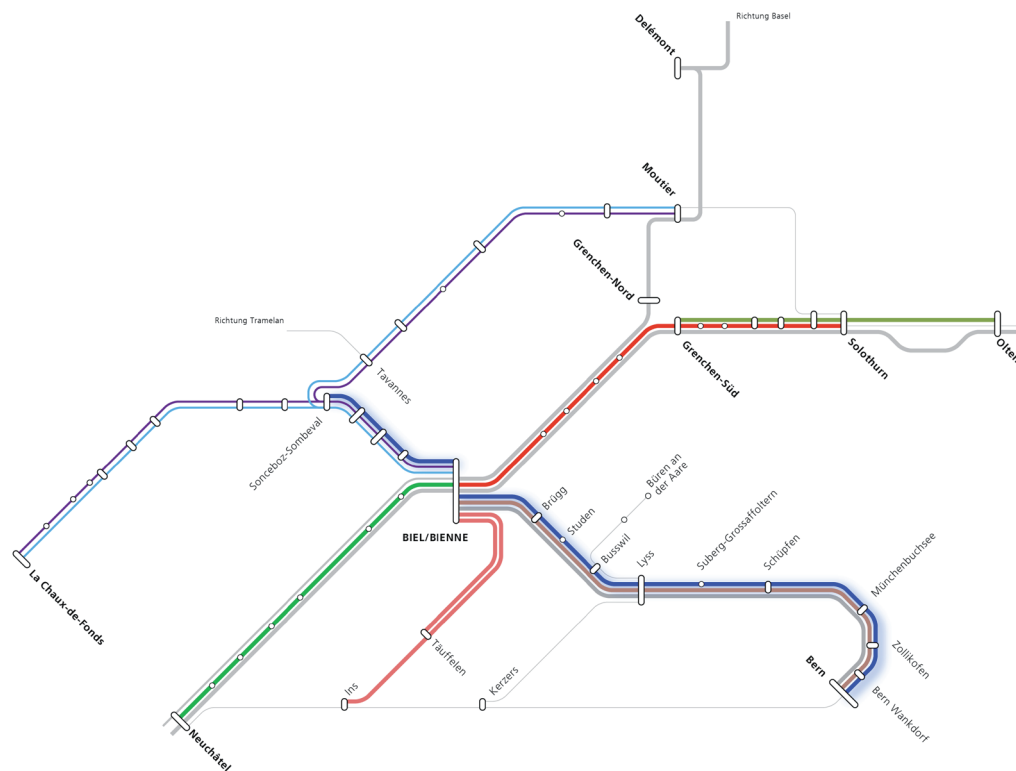 Richtung Basel
Delémont
Moutier
Grenchen-Nord
Richtung Tramelan
Tavannes
Grenchen-Süd
Solothurn
Sonceboz-Sombeval
BIEL/BIENNE
La Chaux-de-Fonds
Brügg
Studen
Büren an
der Aare
Busswil
Lyss
Suberg-Grossaffoltern
Schüpfen
Münchenbuchsee
Zollikofen
Bern
Bern Wankdorf
Täuffelen
Ins
Kerzers
Neuchâtel